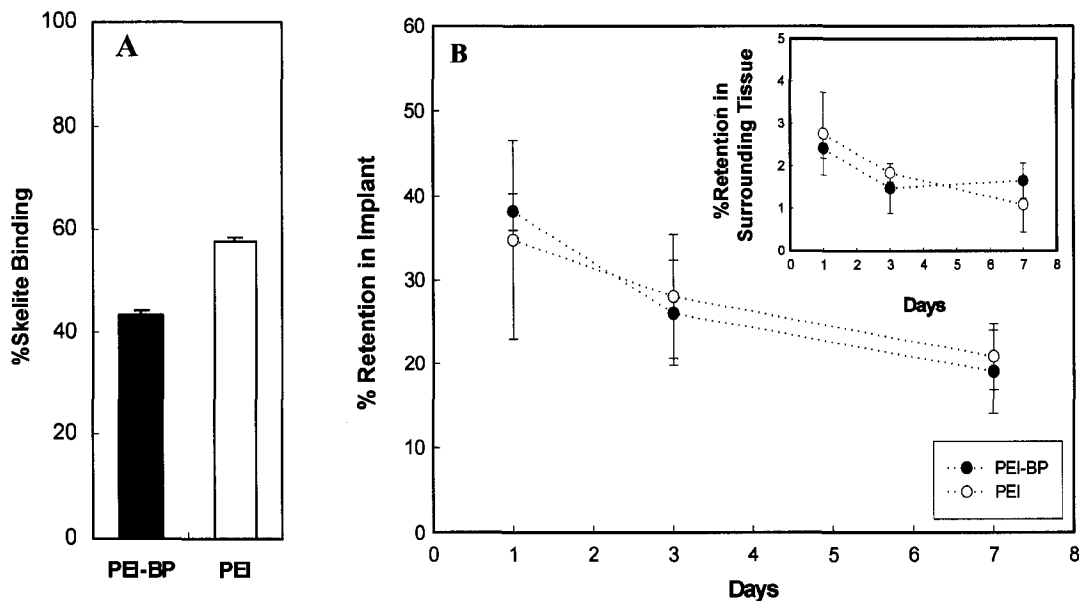 A
%Skelite Binding
100
80
60
40
20
0
PEI-BP PEI
B
% Retention in Implant
60
50
40
30
20
10
0
0 1 2 3 4 5 6 7 8
Days
%Retention in
Surrounding Tissue
5
4
3
2
1
0
0 1 2 3 4 5 6 7 8
Days
PEI-BP
PEI